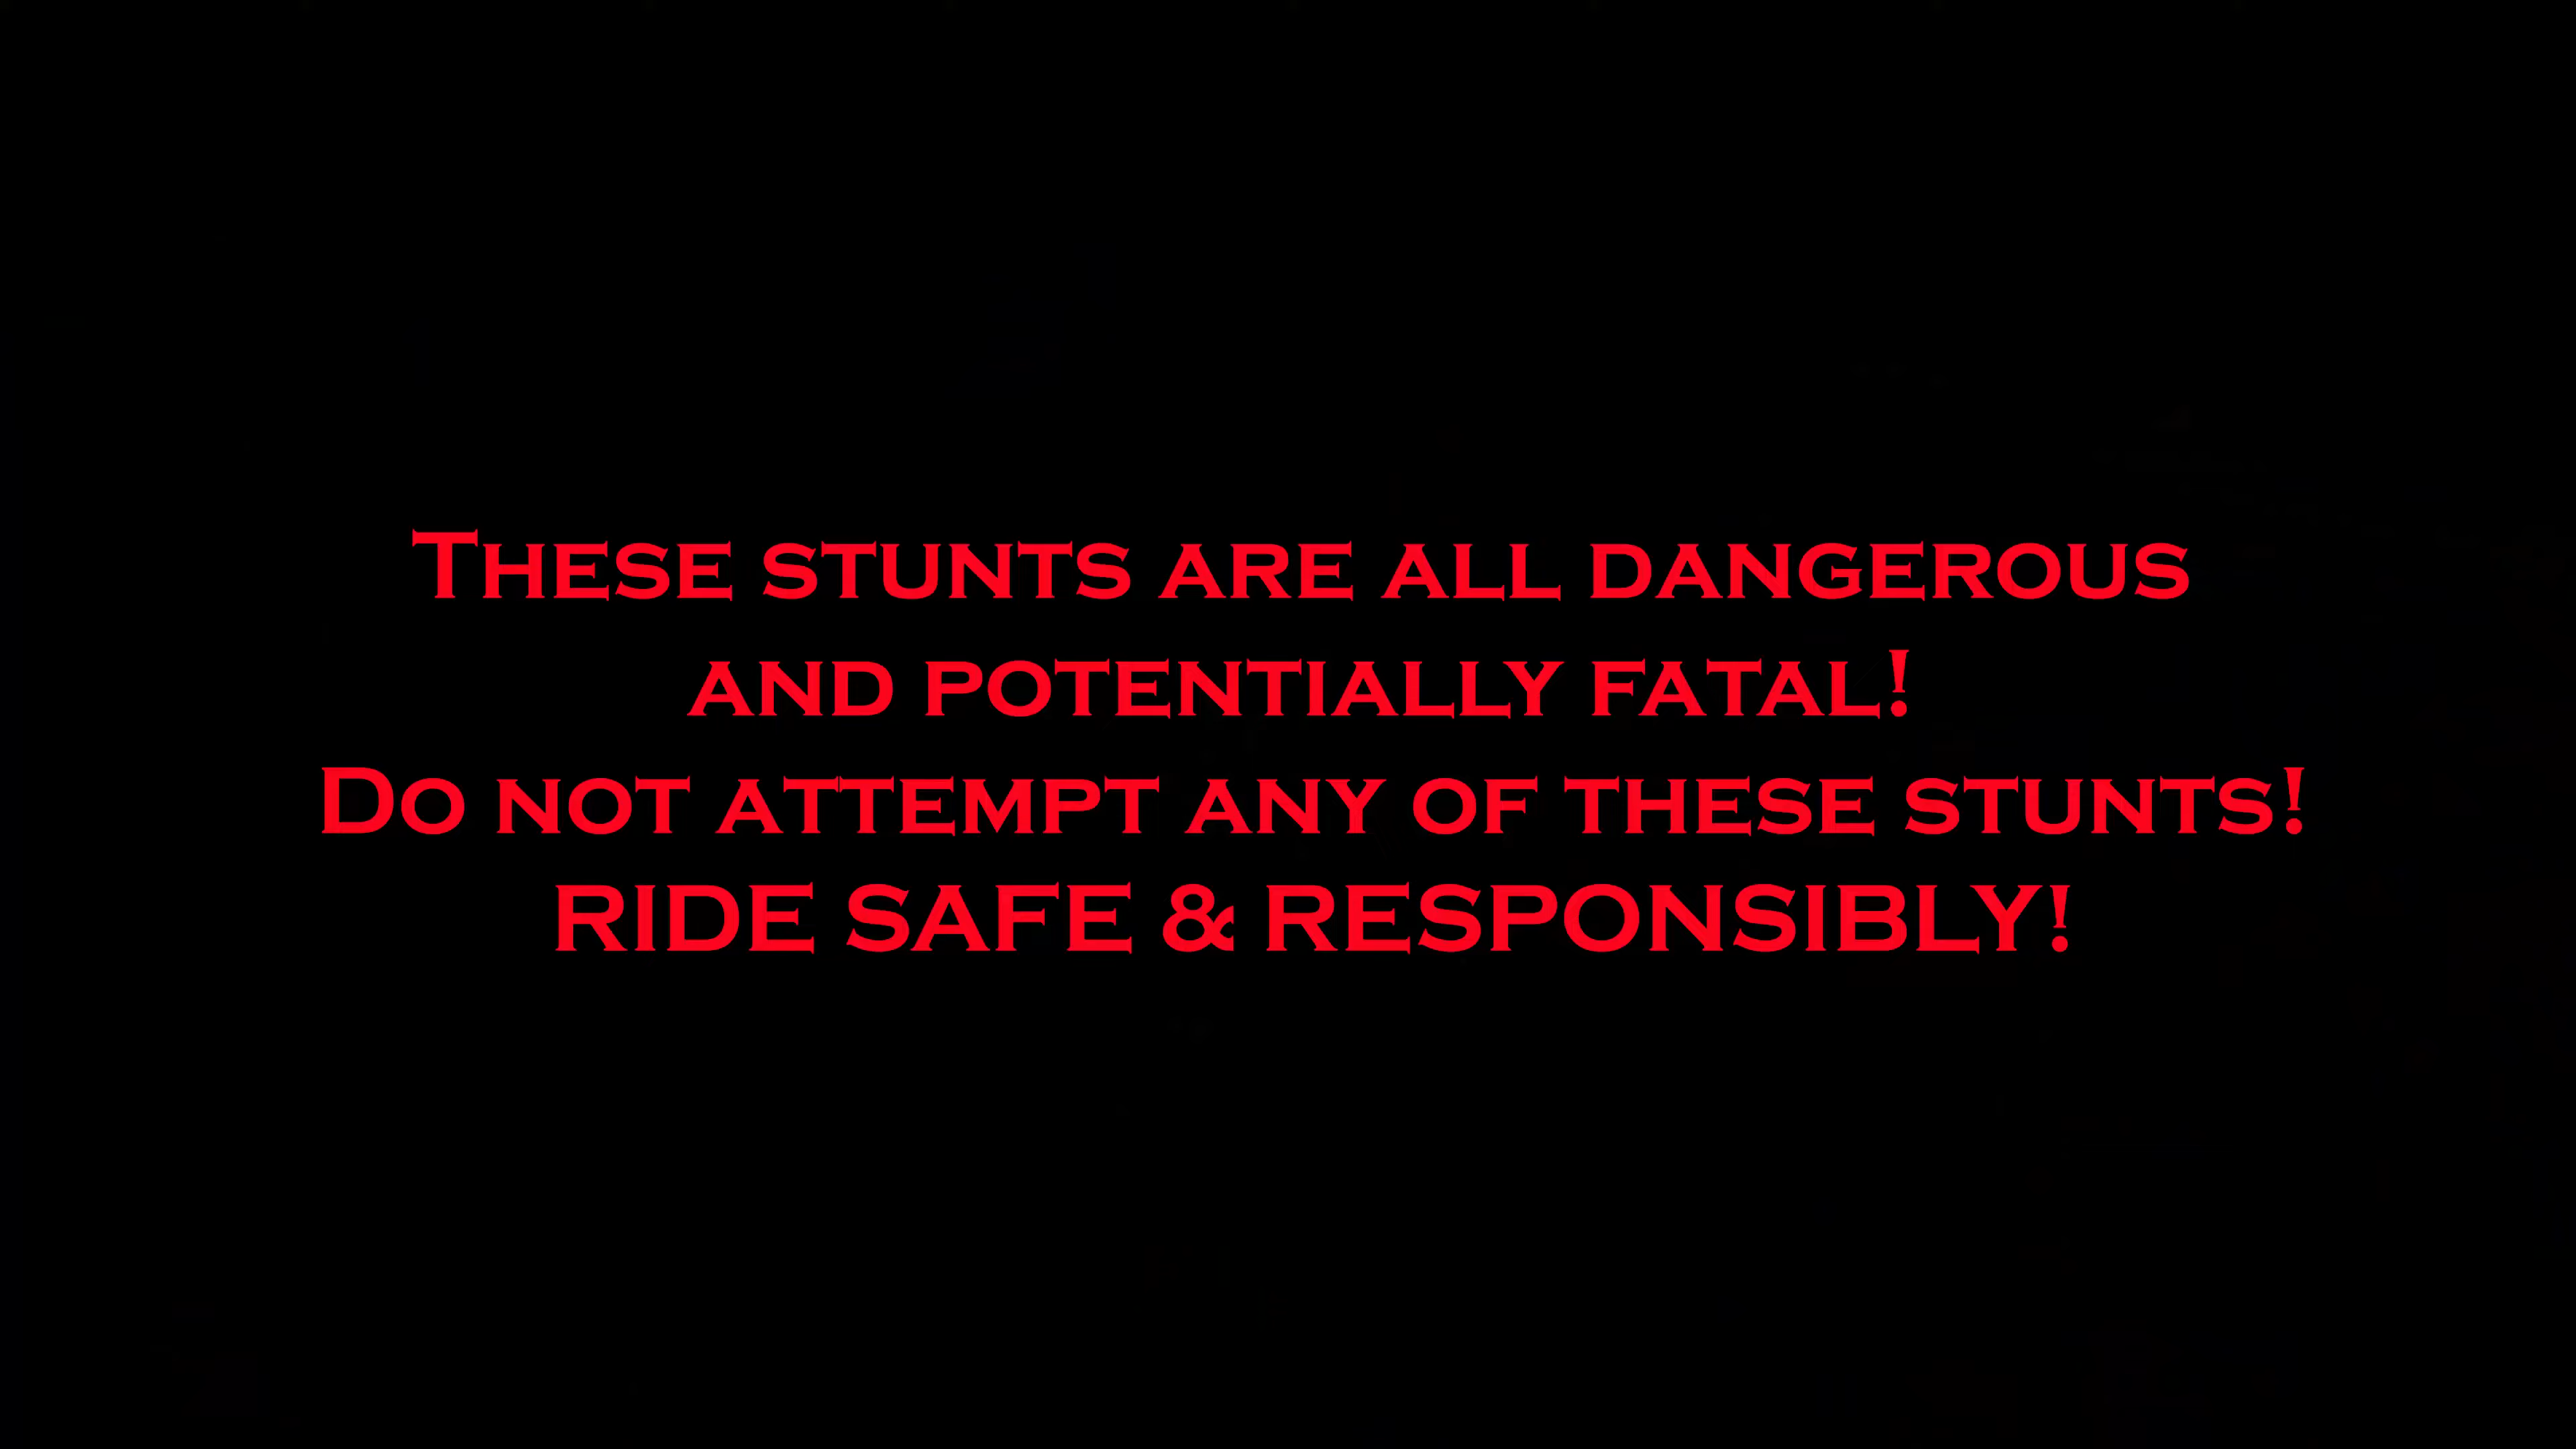 These stunts are all dangerous
and potentially fatal!
Do not attempt any of these stunts!
RIDE SAFE & RESPONSIBLY!